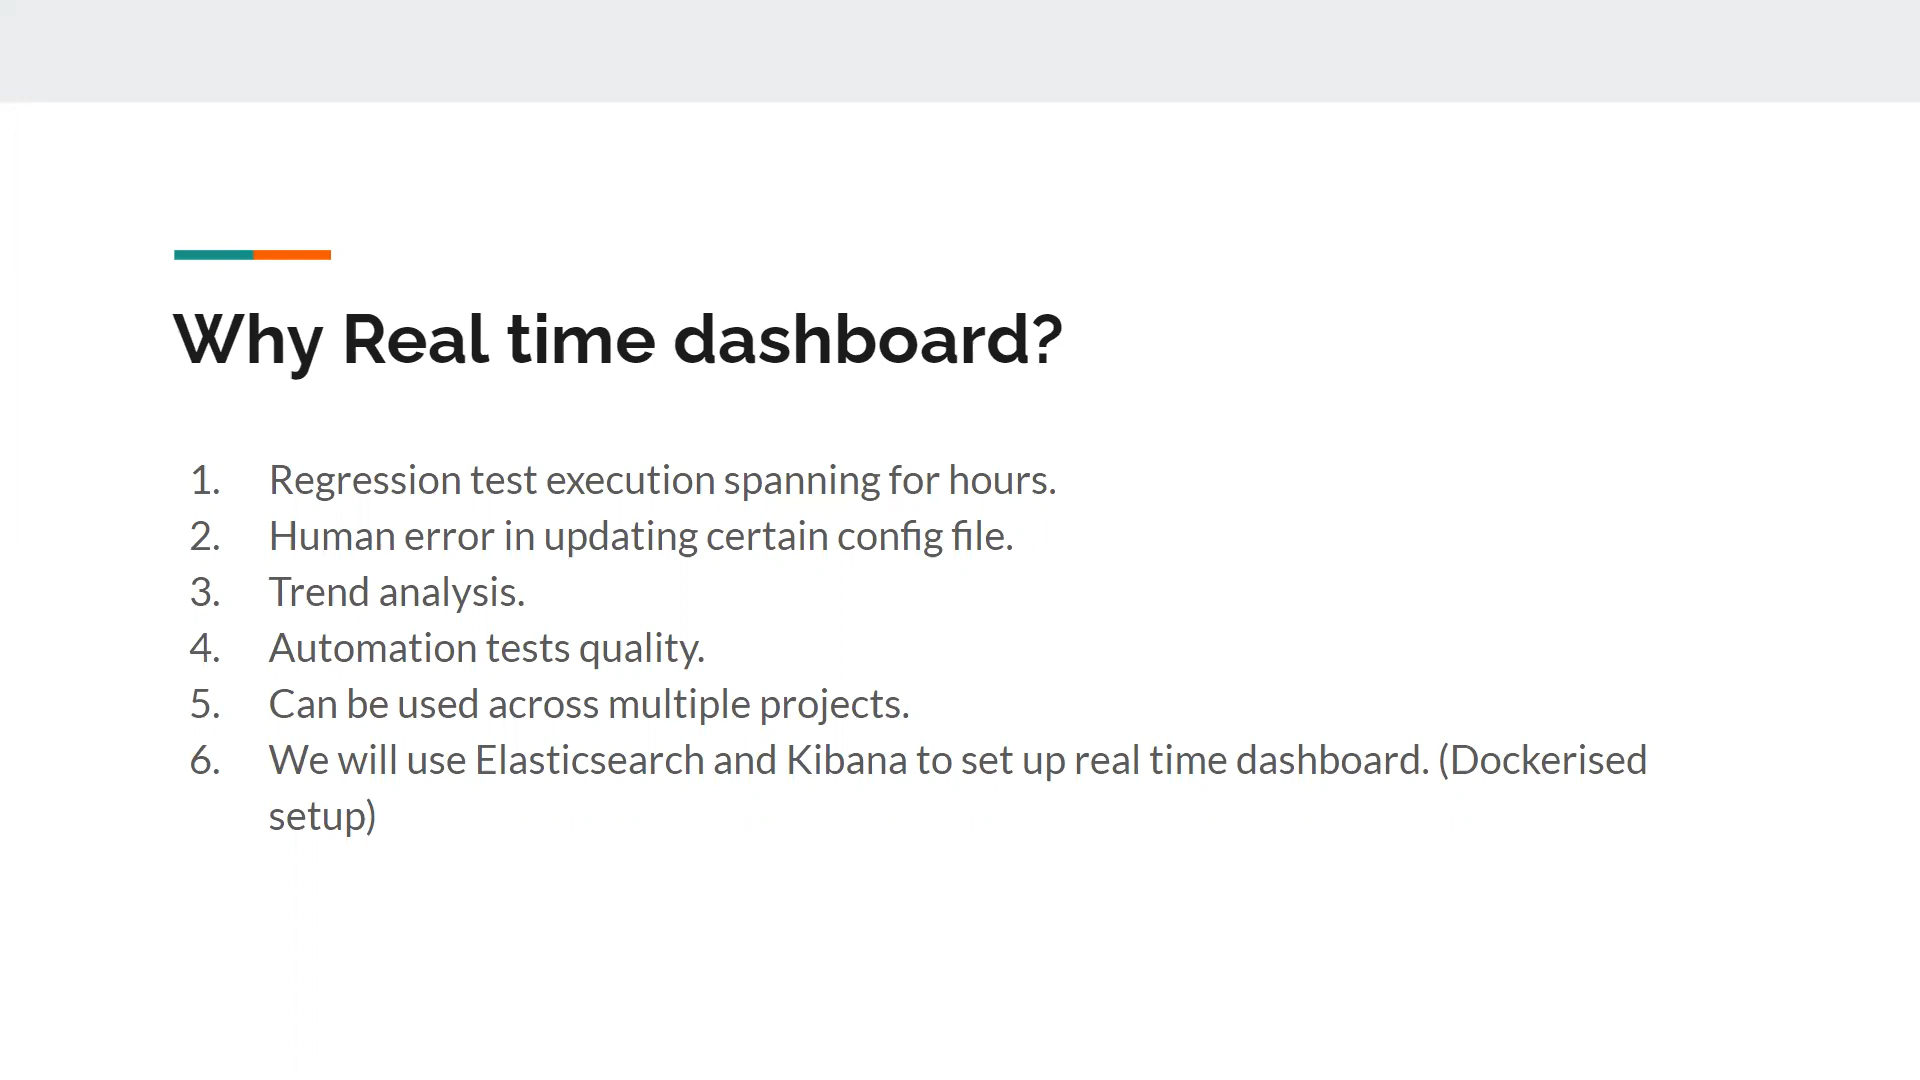 Why Real time dashboard?
1. Regression test execution spanning for hours.
2. Human error in updating certain config file.
3. Trend analysis.
4. Automation tests quality.
5. Can be used across multiple projects.
6. We will use Elasticsearch and Kibana to set up real time dashboard. (Dockerised
setup)